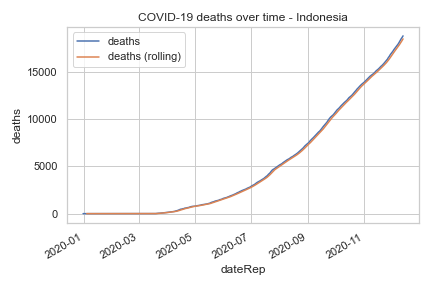 COVID-19 deaths over time - Indonesia
deaths
deaths (rolling)
15000
10000
5000
0
deaths
2020-01
2020-03
2020-05
2020-07
2020-09
2020-11
dateRep